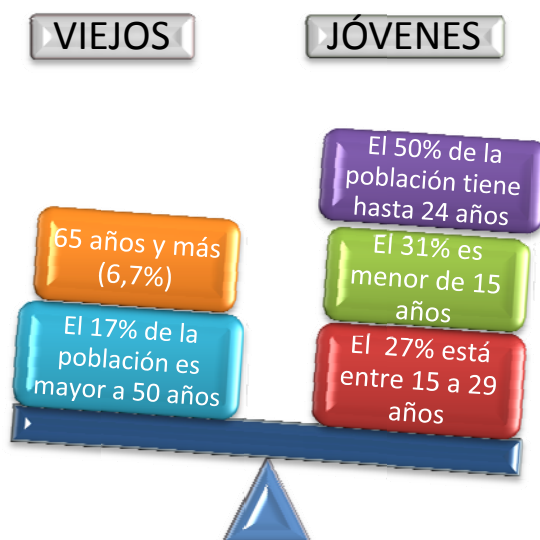 VIEJOS
JÓVENES
65 años y más
(6,7%)
El 17% de la
población es
mayor a 50 años
El 50% de la
población tiene
hasta 24 años
El 31% es
menor de 15
años
El 27% está
entre 15 a 29
años